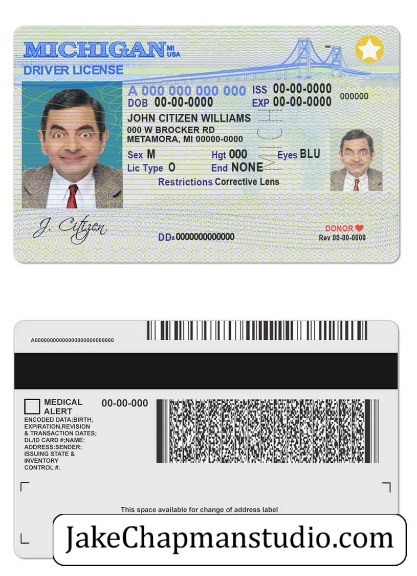 MICHIGAN MI
USA
DRIVER LICENSE
A 000 000 000 000 ISS 00-00-0000
DOB 00-00-0000 EXP 00-00-0000 000000
JOHN CITIZEN WILLIAMS
000 W BROCKER RD
METAMORA, MI 00000-0000
Sex M Hgt 000 Eyes BLU
Lic Type O End NONE
Restrictions Corrective Lens
J. Citizen
DONOR
DD: 0000000000000 Rev 00-00-0000
A00000000000000000000000000
MEDICAL 00-00-000
ALERT
ENCODED DATA:BIRTH,
EXPIRATION,REVISION
& TRANSACTION DATES;
DL/ID CARD #;NAME:
ADDRESS:SENDER;
ISSUING STATE &
INVENTORY
CONTROL #.
This space available for change of address label
JakeChapmanstudio.com